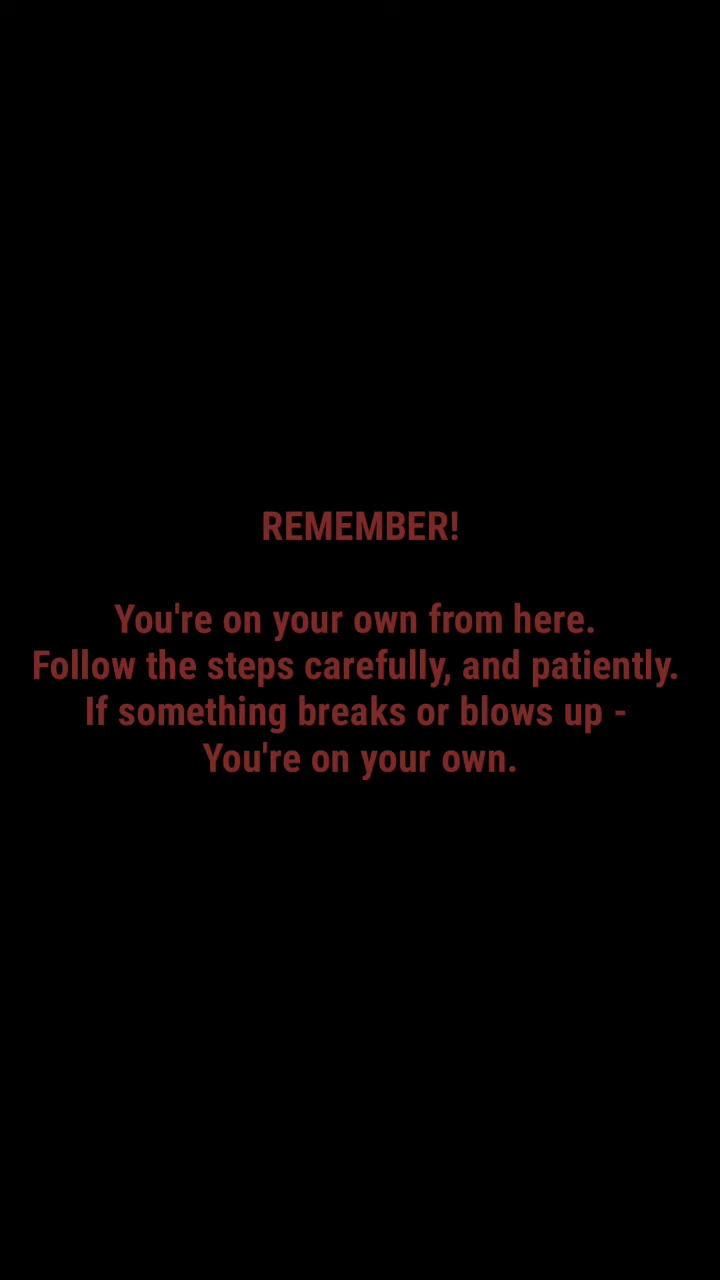 REMEMBER!
You're on your own from here.
Follow the steps carefully, and patiently.
If something breaks or blows up -
You're on your own.